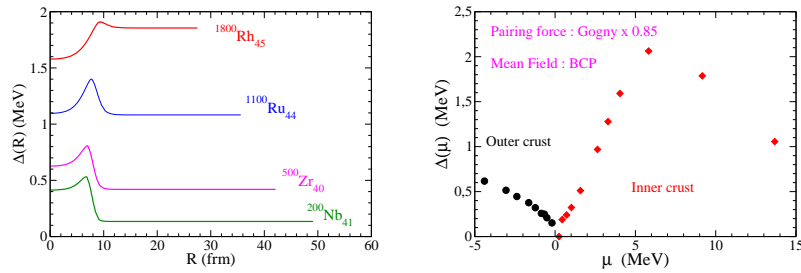 2
1.5
1
0.5
0
Δ(R) (MeV)
1800Rh45
1100Ru44
500Zr40
200Nb41
0 10 20 30 40 50 60
R (frm)
2.5
2
1.5
1
0.5
0
Δ(μ) (MeV)
Pairing force : Gogny x 0.85
Mean Field : BCP
Outer crust
Inner crust
-5 0 5 10 15
μ (MeV)